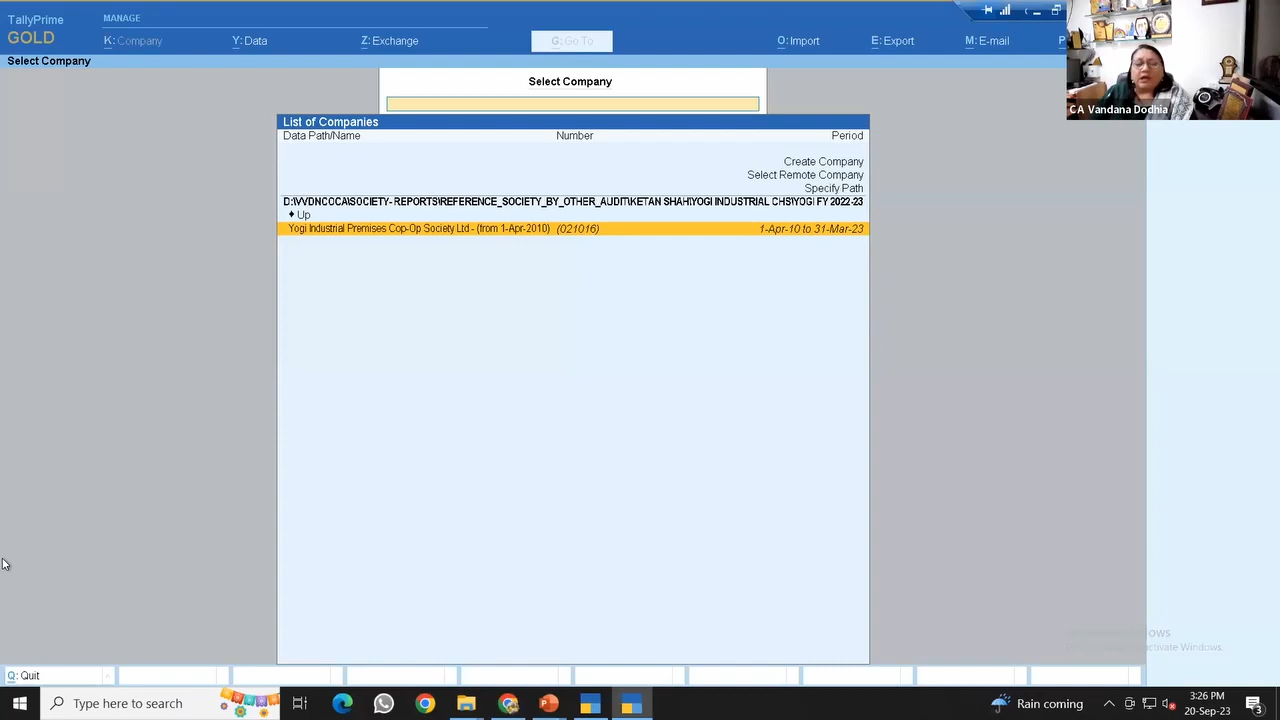 TallyPrime
GOLD
MANAGE
K: Company
Y: Data
Z: Exchange
G: Go To
O: Import
E: Export
M: E-mail
P
Select Company
Select Company
CA Vandana Dodhia
List of Companies
Data Path/Name Number Period
Create Company
Select Remote Company
Specify Path
D:\VVDNCOCA\SOCIETY- REPORTS\REFERENCE_SOCIETY_BY_OTHER_AUDIT\KETAN SHAH\YOGI INDUSTRIAL CHS\YOGI FY 2022-23
♦ Up
Yogi Industrial Premises Cop-Op Society Ltd - (from 1-Apr-2010) (021016) 1-Apr-10 to 31-Mar-23
activate Windows.
Q: Quit
Type here to search
Rain coming
3:26 PM
20-Sep-23
3